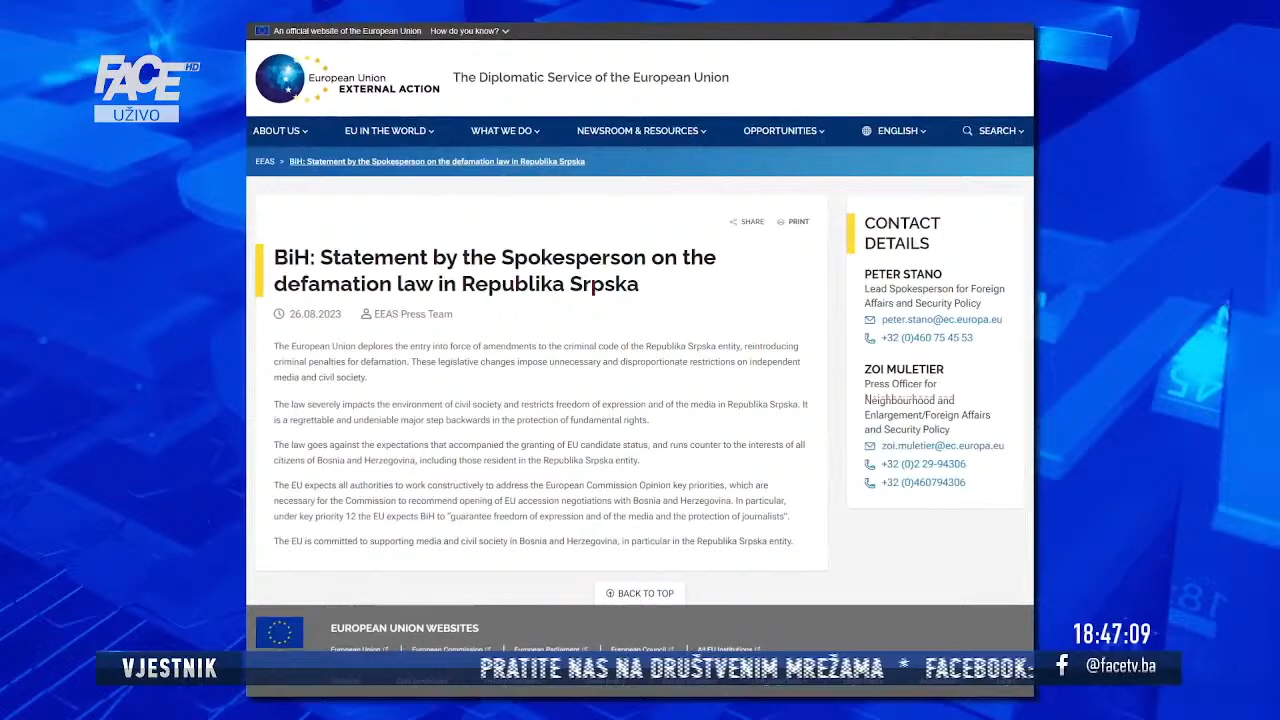 An official website of the European Union How do you know?
FACE HD
UŽIVO
European Union
EXTERNAL ACTION
The Diplomatic Service of the European Union
ABOUT US EU IN THE WORLD WHAT WE DO NEWSROOM & RESOURCES OPPORTUNITIES ENGLISH SEARCH
EEAS > BiH: Statement by the Spokesperson on the defamation law in Republika Srpska
SHARE PRINT
BiH: Statement by the Spokesperson on the
defamation law in Republika Srpska
26.08.2023 EEAS Press Team
The European Union deplores the entry into force of amendments to the criminal code of the Republika Srpska entity, reintroducing
criminal penalties for defamation. These legislative changes impose unnecessary and disproportionate restrictions on independent
media and civil society.
The law severely impacts the environment of civil society and restricts freedom of expression and of the media in Republika Srpska. It
is a regrettable and undeniable major step backwards in the protection of fundamental rights.
The law goes against the expectations that accompanied the granting of EU candidate status, and runs counter to the interests of all
citizens of Bosnia and Herzegovina, including those resident in the Republika Srpska entity.
The EU expects all authorities to work constructively to address the European Commission Opinion key priorities, which are
necessary for the Commission to recommend opening of EU accession negotiations with Bosnia and Herzegovina. In particular,
under key priority 12 the EU expects BiH to "guarantee freedom of expression and of the media and the protection of journalists".
The EU is committed to supporting media and civil society in Bosnia and Herzegovina, in particular in the Republika Srpska entity.
CONTACT
DETAILS
PETER STANO
Lead Spokesperson for Foreign
Affairs and Security Policy
peter.stano@ec.europa.eu
+32 (0)460 75 45 53
ZOI MULETIER
Press Officer for
Neighbourhood and
Enlargement/Foreign Affairs
and Security Policy
zoi.muletier@ec.europa.eu
+32 (0)2 29-94306
+32 (0)460794306
BACK TO TOP
EUROPEAN UNION WEBSITES
European Union European Commission European Parliament European Council All EU Institutions
18:47:09
VJESTNIK PRATITE NAS NA DRUŠTVENIM MREŽAMA * FACEBOOK: @facetv.ba